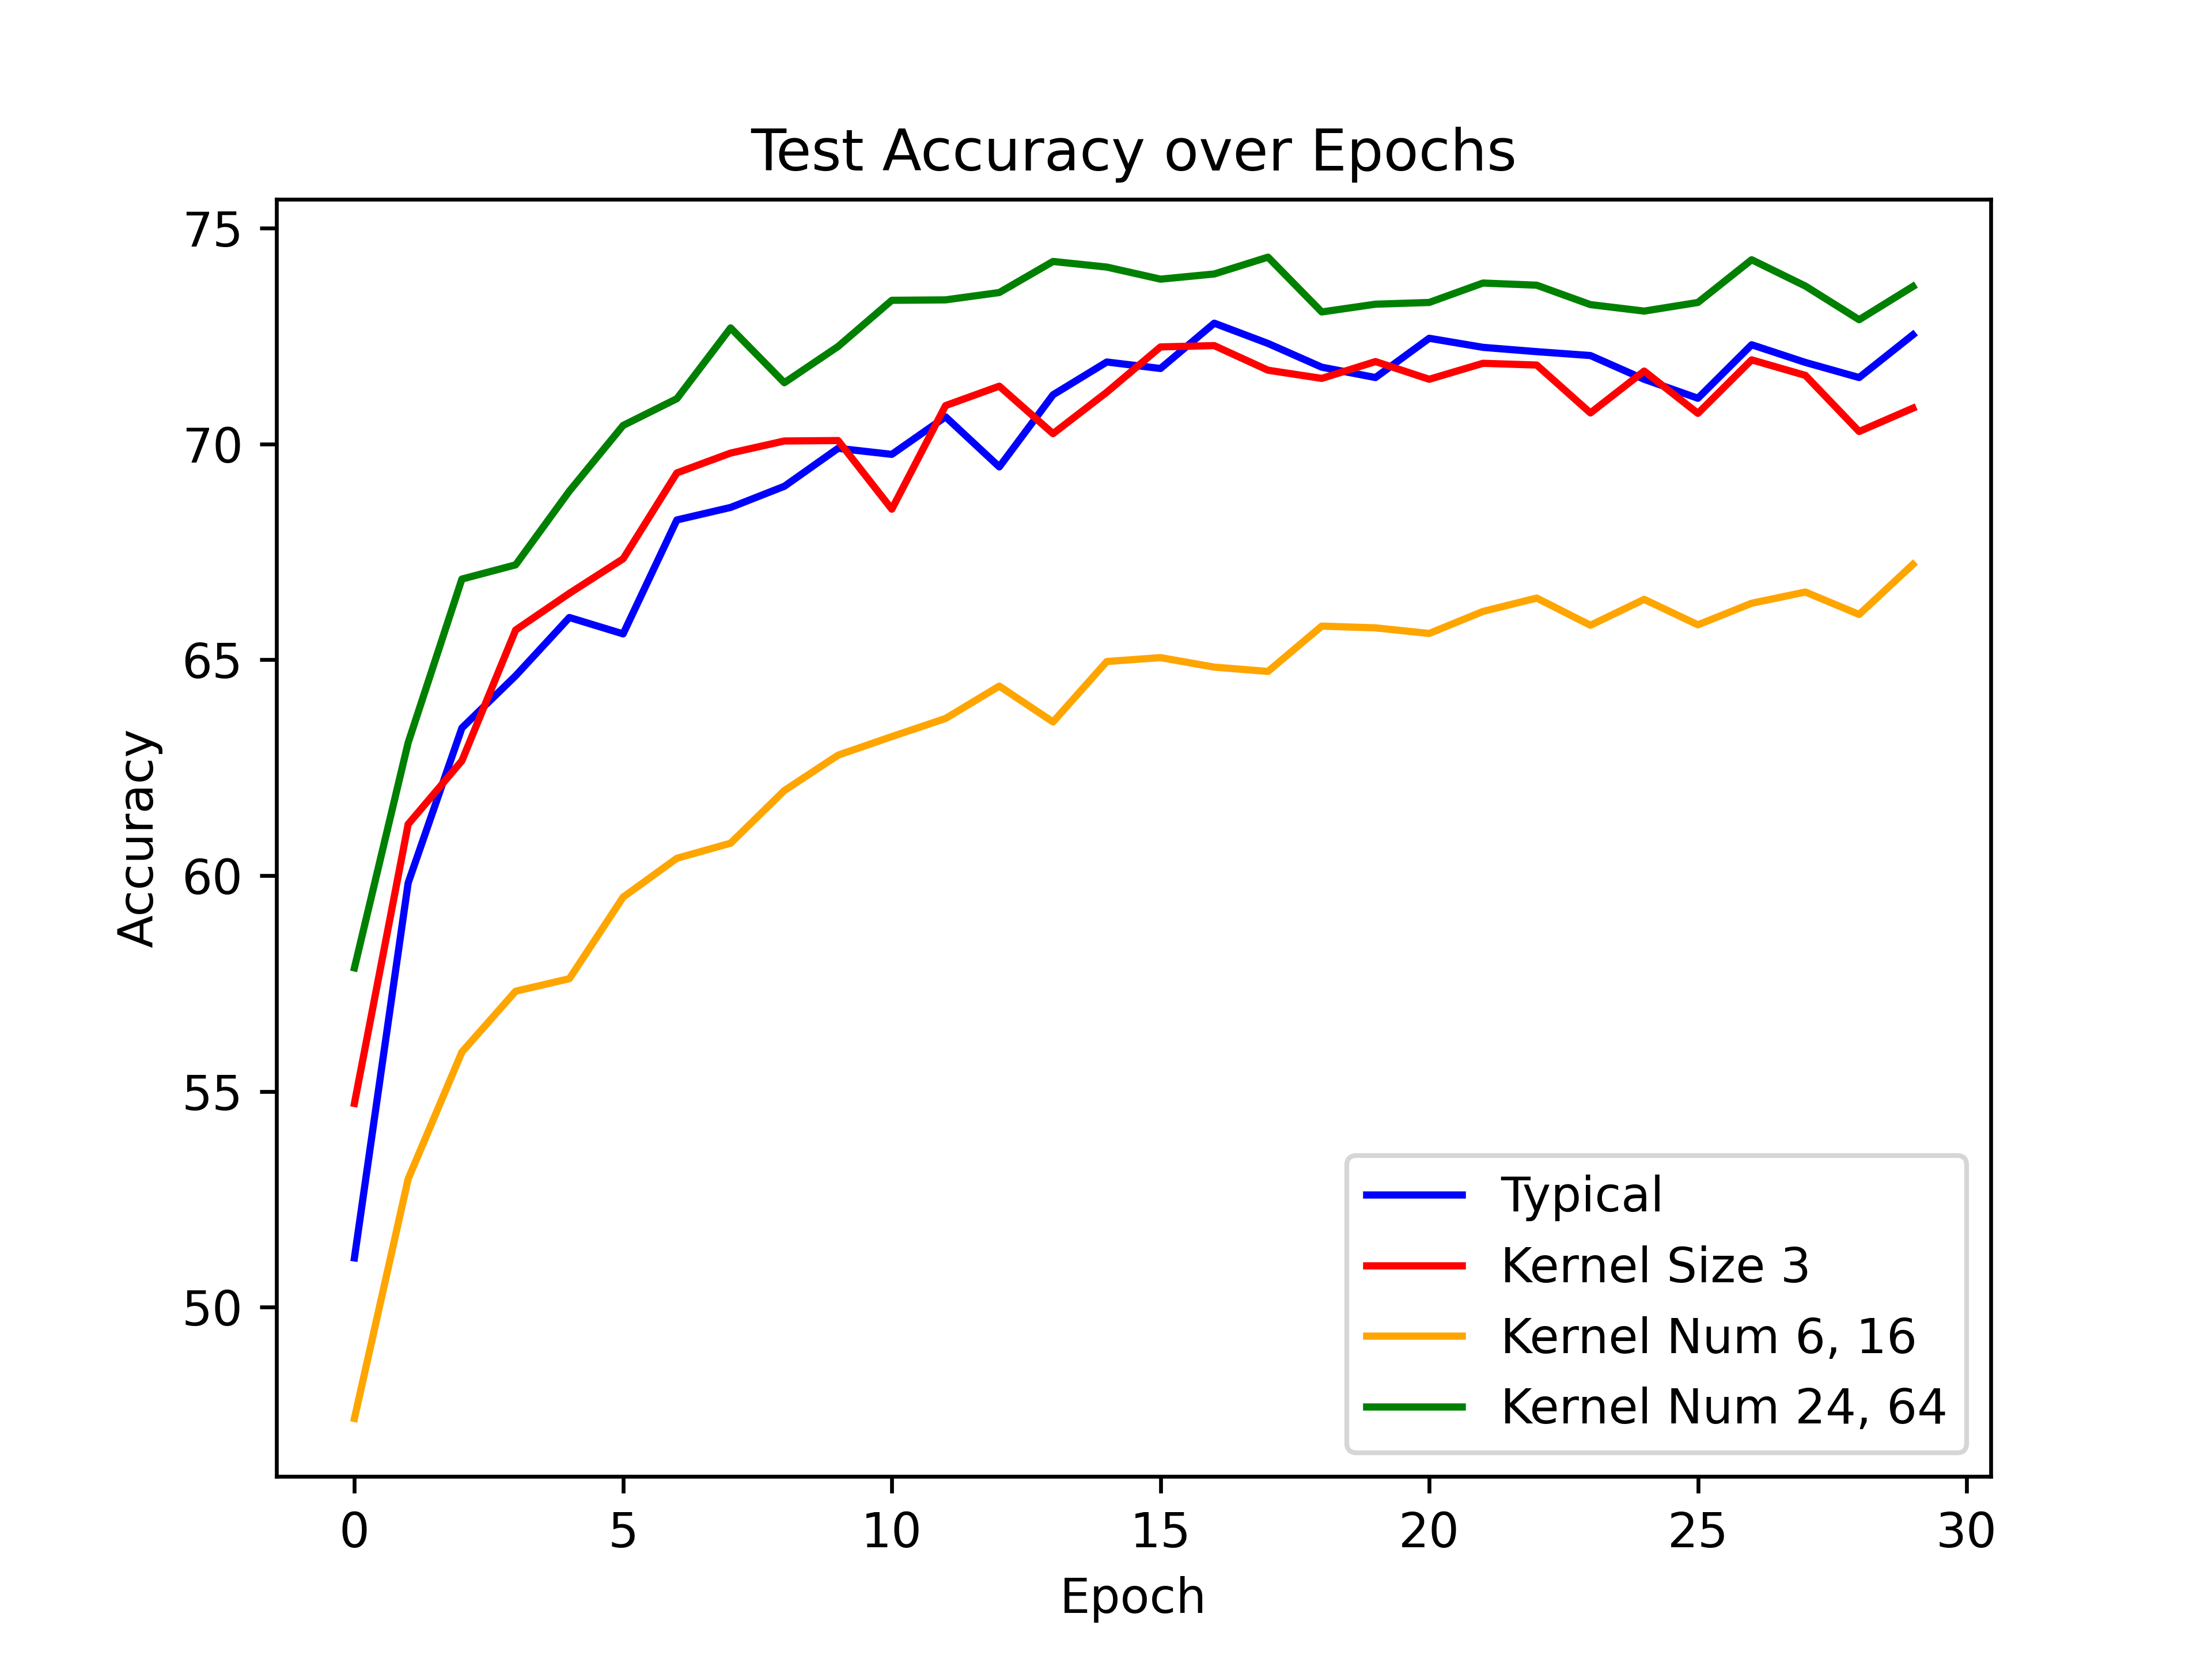 Test Accuracy over Epochs
Accuracy
75
70
65
60
55
50
0 5 10 15 20 25 30
Epoch
Typical
Kernel Size 3
Kernel Num 6, 16
Kernel Num 24, 64